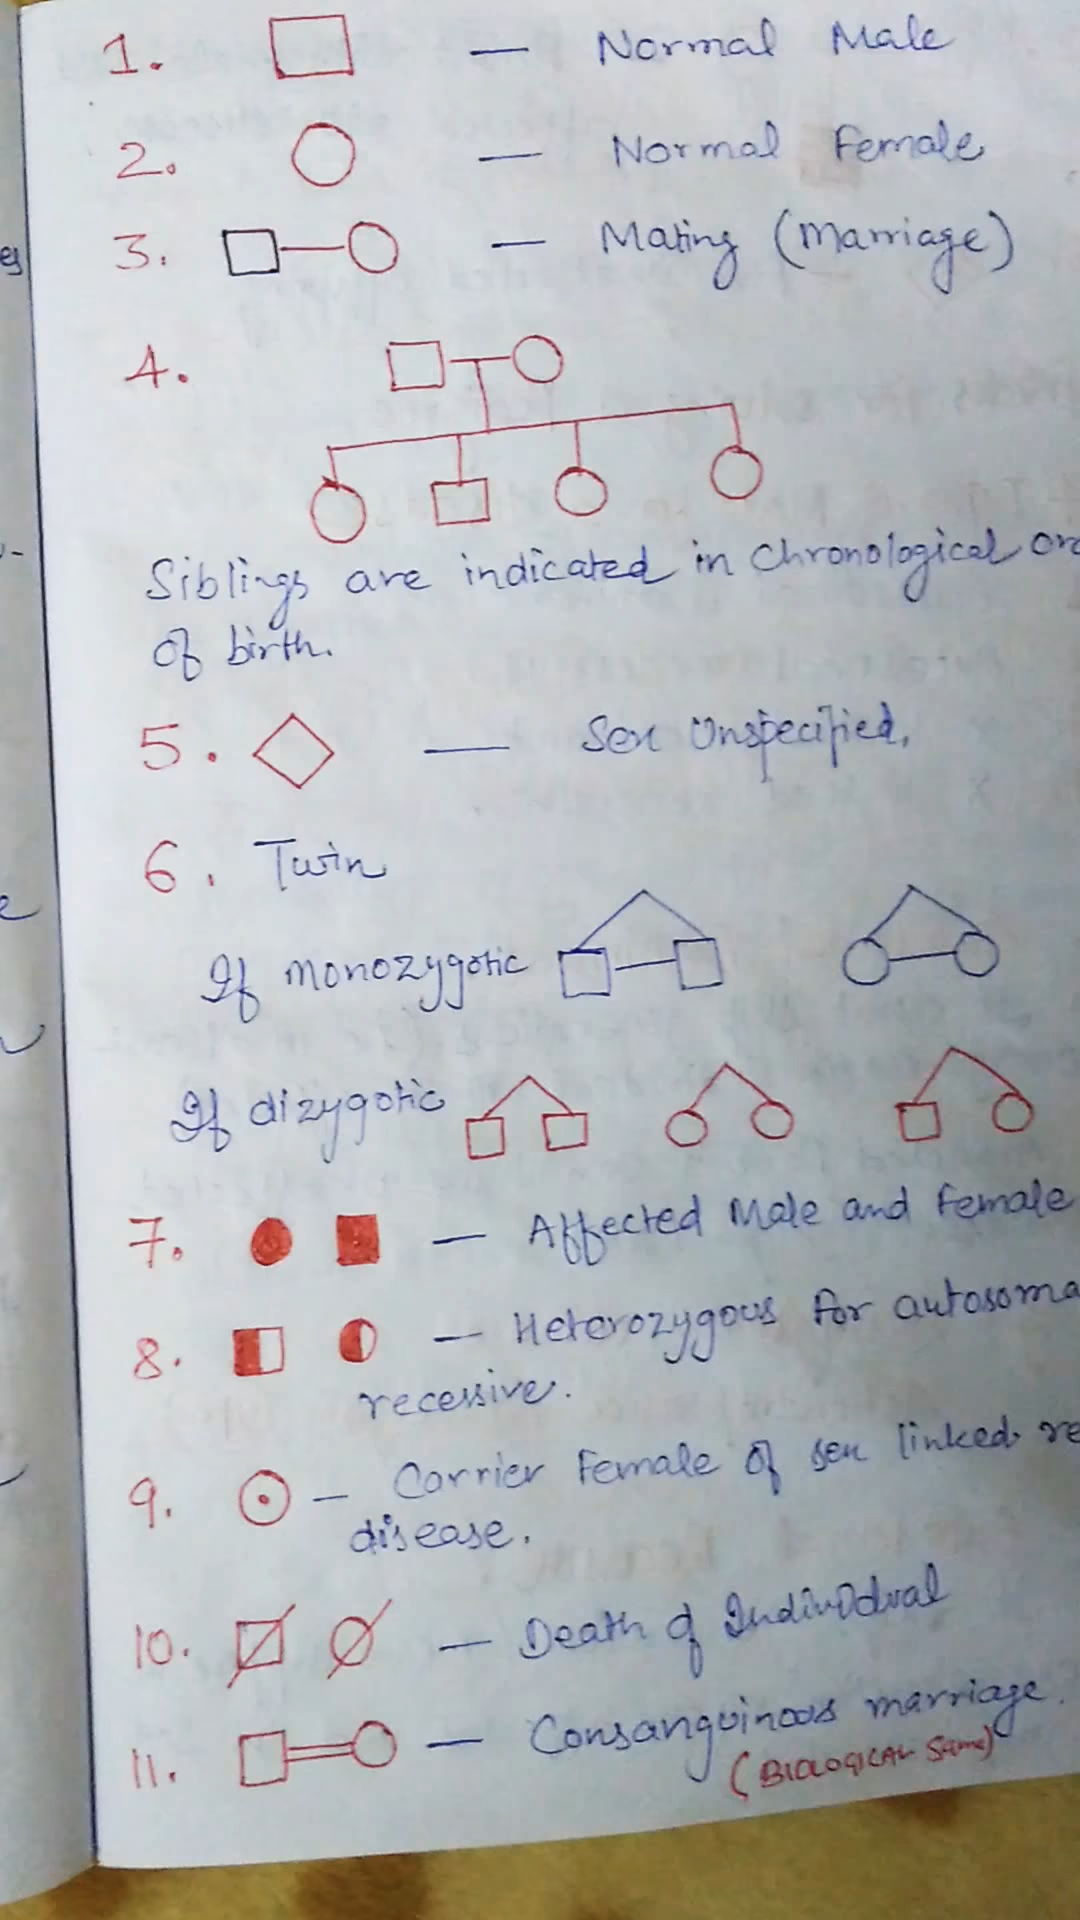 1. — Normal Male
2. — Normal Female
es
3. — Mating (Marriage)
4.
Siblings are indicated in Chronological
of birth.
5. — Sex Unspecified.
6. Twin
If monozygotic
If dizygotic
7. — Affected Male and Female
8. — Heterozygous for autosoma
recessive.
9. — Carrier Female of sex linked re
disease.
10. — Death of Individual
11. — Consanguinous marriage.
(BIOLOGICAL Same)